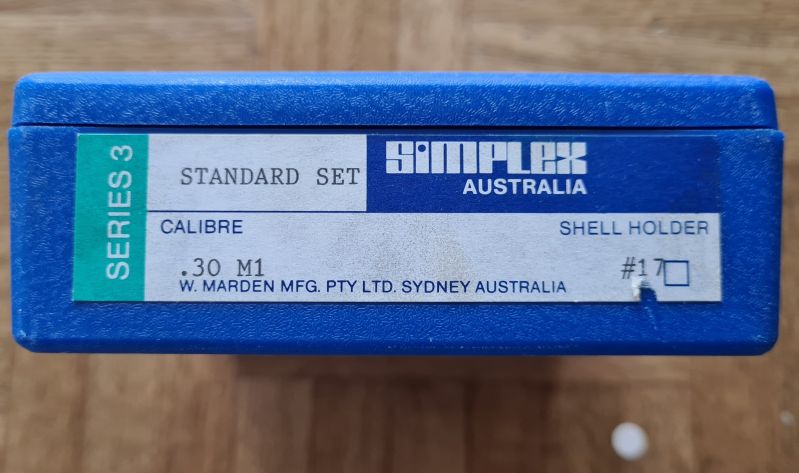 SERIES 3
STANDARD SET
SIMPLEX
AUSTRALIA
CALIBRE
SHELL HOLDER
.30 M1
#17
W. MARDEN MFG. PTY LTD. SYDNEY AUSTRALIA